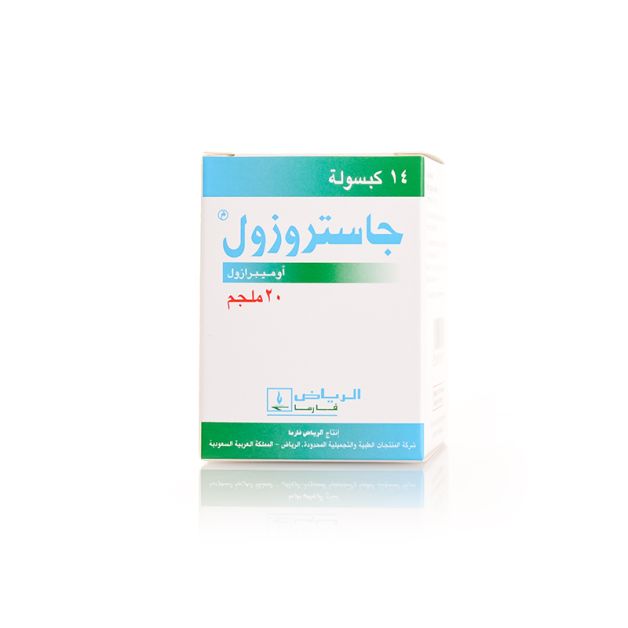 ١٤ كبسولة
جاستروزول
أوميبرازول
٢٠ ملجم
الرياض
فارما
إنتاج الرياض فارما
شركة المنتجات الطبية والتجميلية المحدودة، الرياض - المملكة العربية السعودية